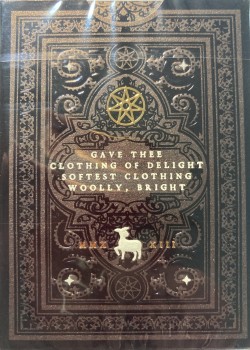 GAVE THEE
CLOTHING OF DELIGHT
SOFTEST CLOTHING
WOOLLY, BRIGHT
MMX XIII